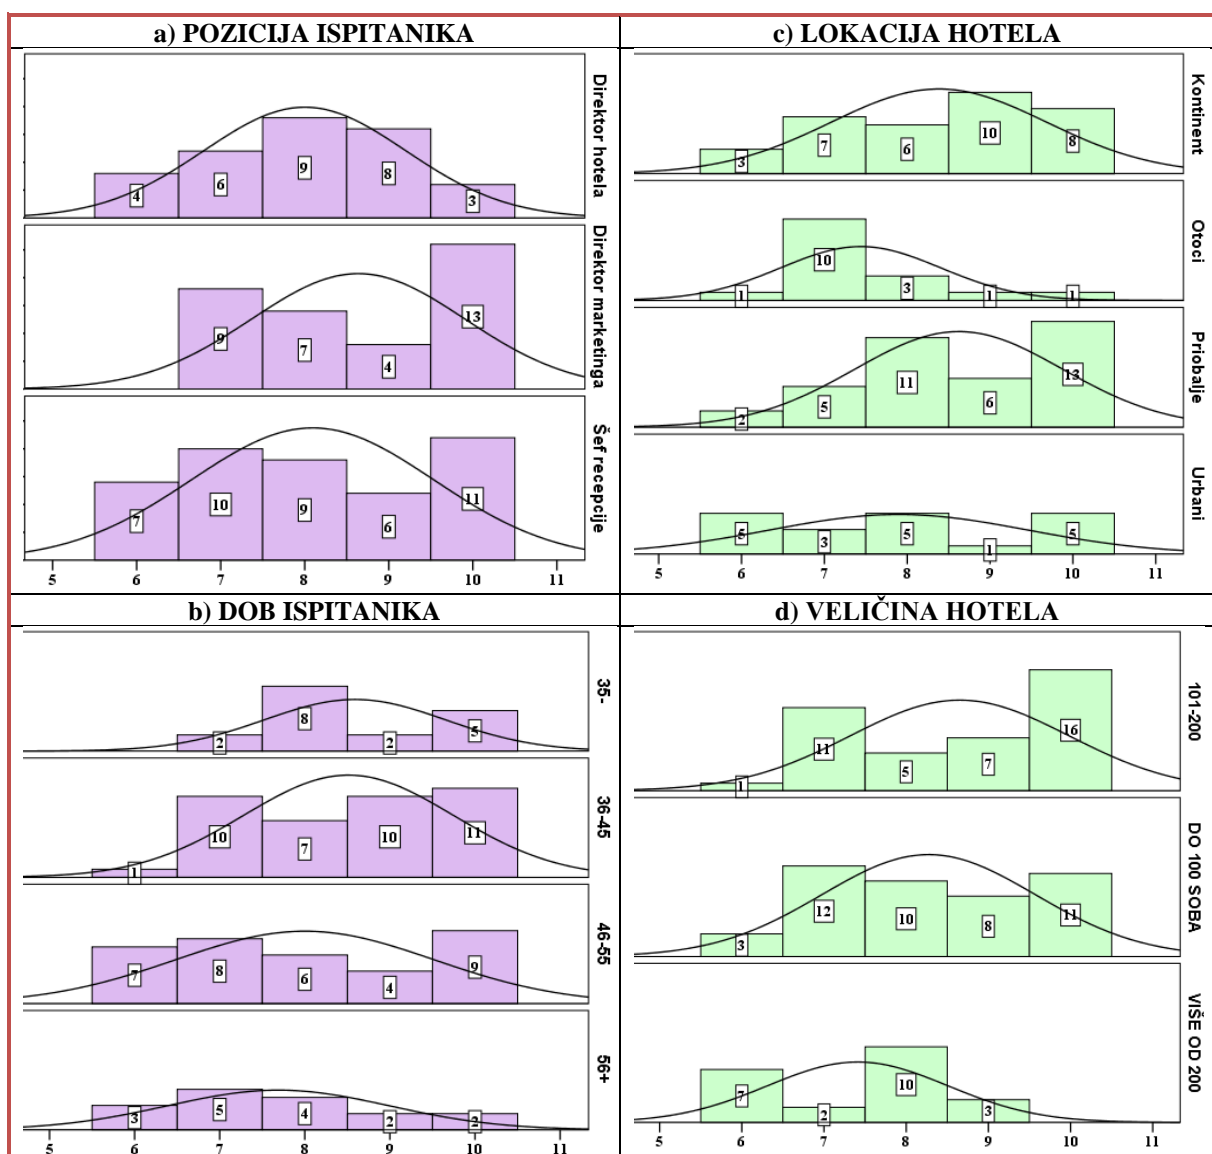 a) POZICIJA ISPITANIKA
Direktor hotela
4 6 9 8 3
Direktor marketinga
9 7 4 13
Šef recepcije
7 10 9 6 11
5 6 7 8 9 10 11
c) LOKACIJA HOTELA
Kontinent
3 7 6 10 8
Otoci
1 10 3 1 1
Priobalje
2 5 11 6 13
Urbani
5 3 5 1 5
5 6 7 8 9 10 11
b) DOB ISPITANIKA
35-
2 8 2 5
36-45
1 10 7 10 11
46-55
7 8 6 4 9
56+
3 5 4 2 2
5 6 7 8 9 10 11
d) VELIČINA HOTELA
101-200
1 11 5 7 16
DO 100 SOBA
3 12 10 8 11
VIŠE OD 200
7 2 10 3
5 6 7 8 9 10 11